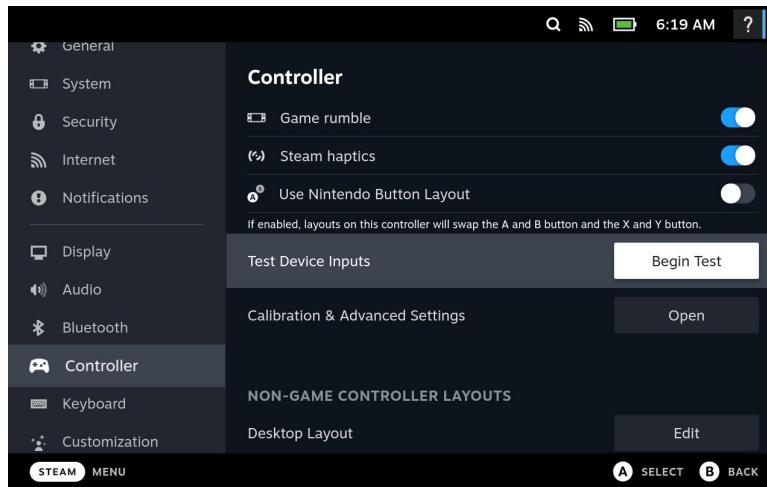 6:19 AM ?
General
System
Security
Internet
Notifications
Display
Audio
Bluetooth
Controller
Keyboard
Customization
Controller
Game rumble
Steam haptics
Use Nintendo Button Layout
If enabled, layouts on this controller will swap the A and B button and the X and Y button.
Test Device Inputs Begin Test
Calibration & Advanced Settings Open
NON-GAME CONTROLLER LAYOUTS
Desktop Layout Edit
STEAM MENU A SELECT B BACK